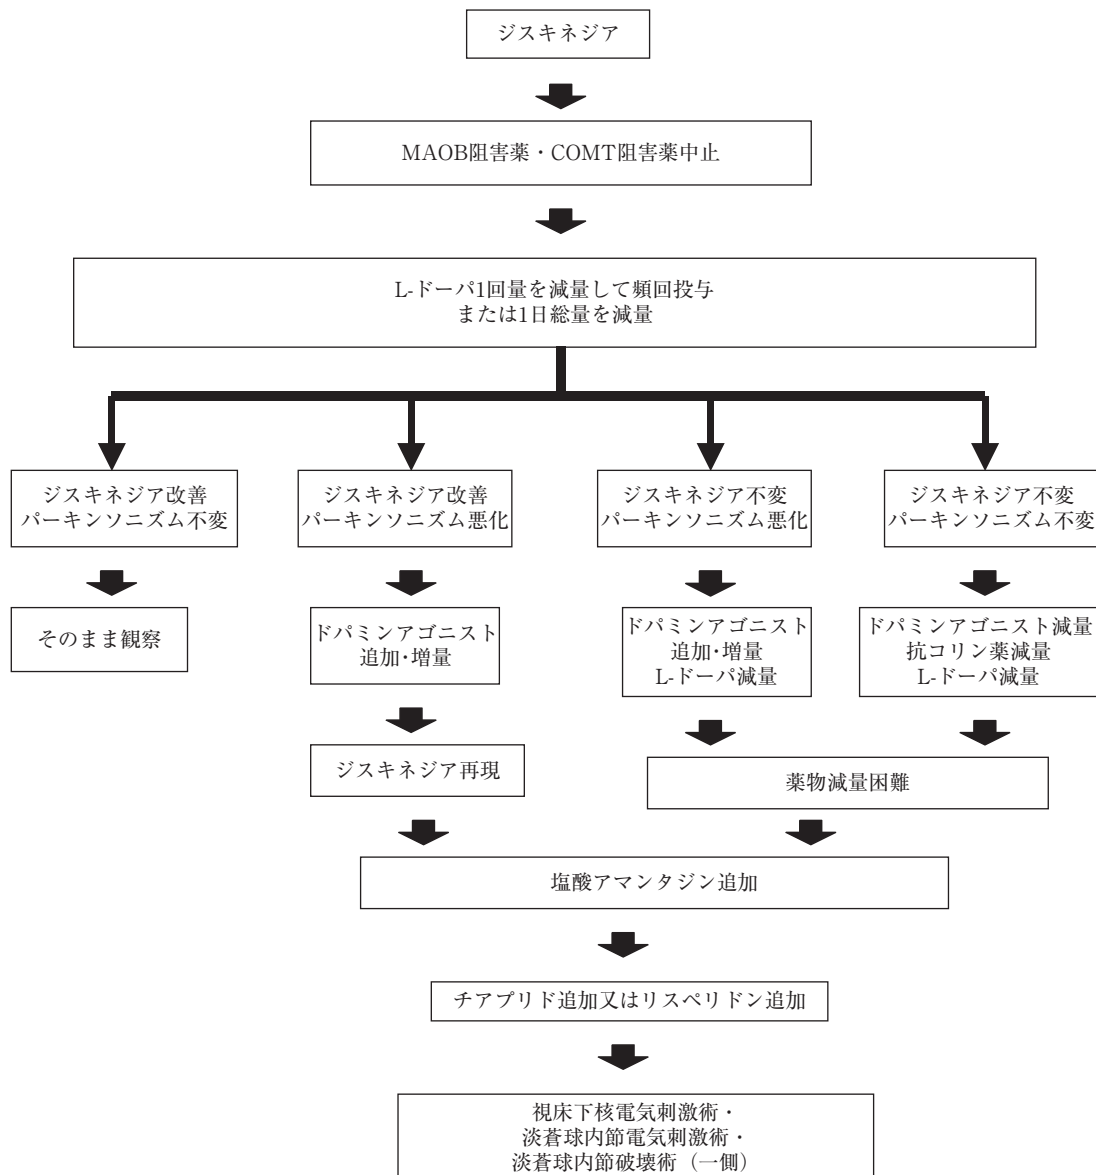 ジスキネジア
MAOB阻害薬・COMT阻害薬中止
L-ドーパ1回量を減量して頻回投与
または1日総量を減量
ジスキネジア改善
パーキンソニズム不変
ジスキネジア改善
パーキンソニズム悪化
ジスキネジア不変
パーキンソニズム悪化
ジスキネジア不変
パーキンソニズム不変
そのまま観察
ドパミンアゴニスト
追加・増量
ドパミンアゴニスト
追加・増量
L-ドーパ減量
ドパミンアゴニスト減量
抗コリン薬減量
L-ドーパ減量
ジスキネジア再現
薬物減量困難
塩酸アマンタジン追加
チアプリド追加又はリスペリドン追加
視床下核電気刺激術・
淡蒼球内節電気刺激術・
淡蒼球内節破壊術（一側）